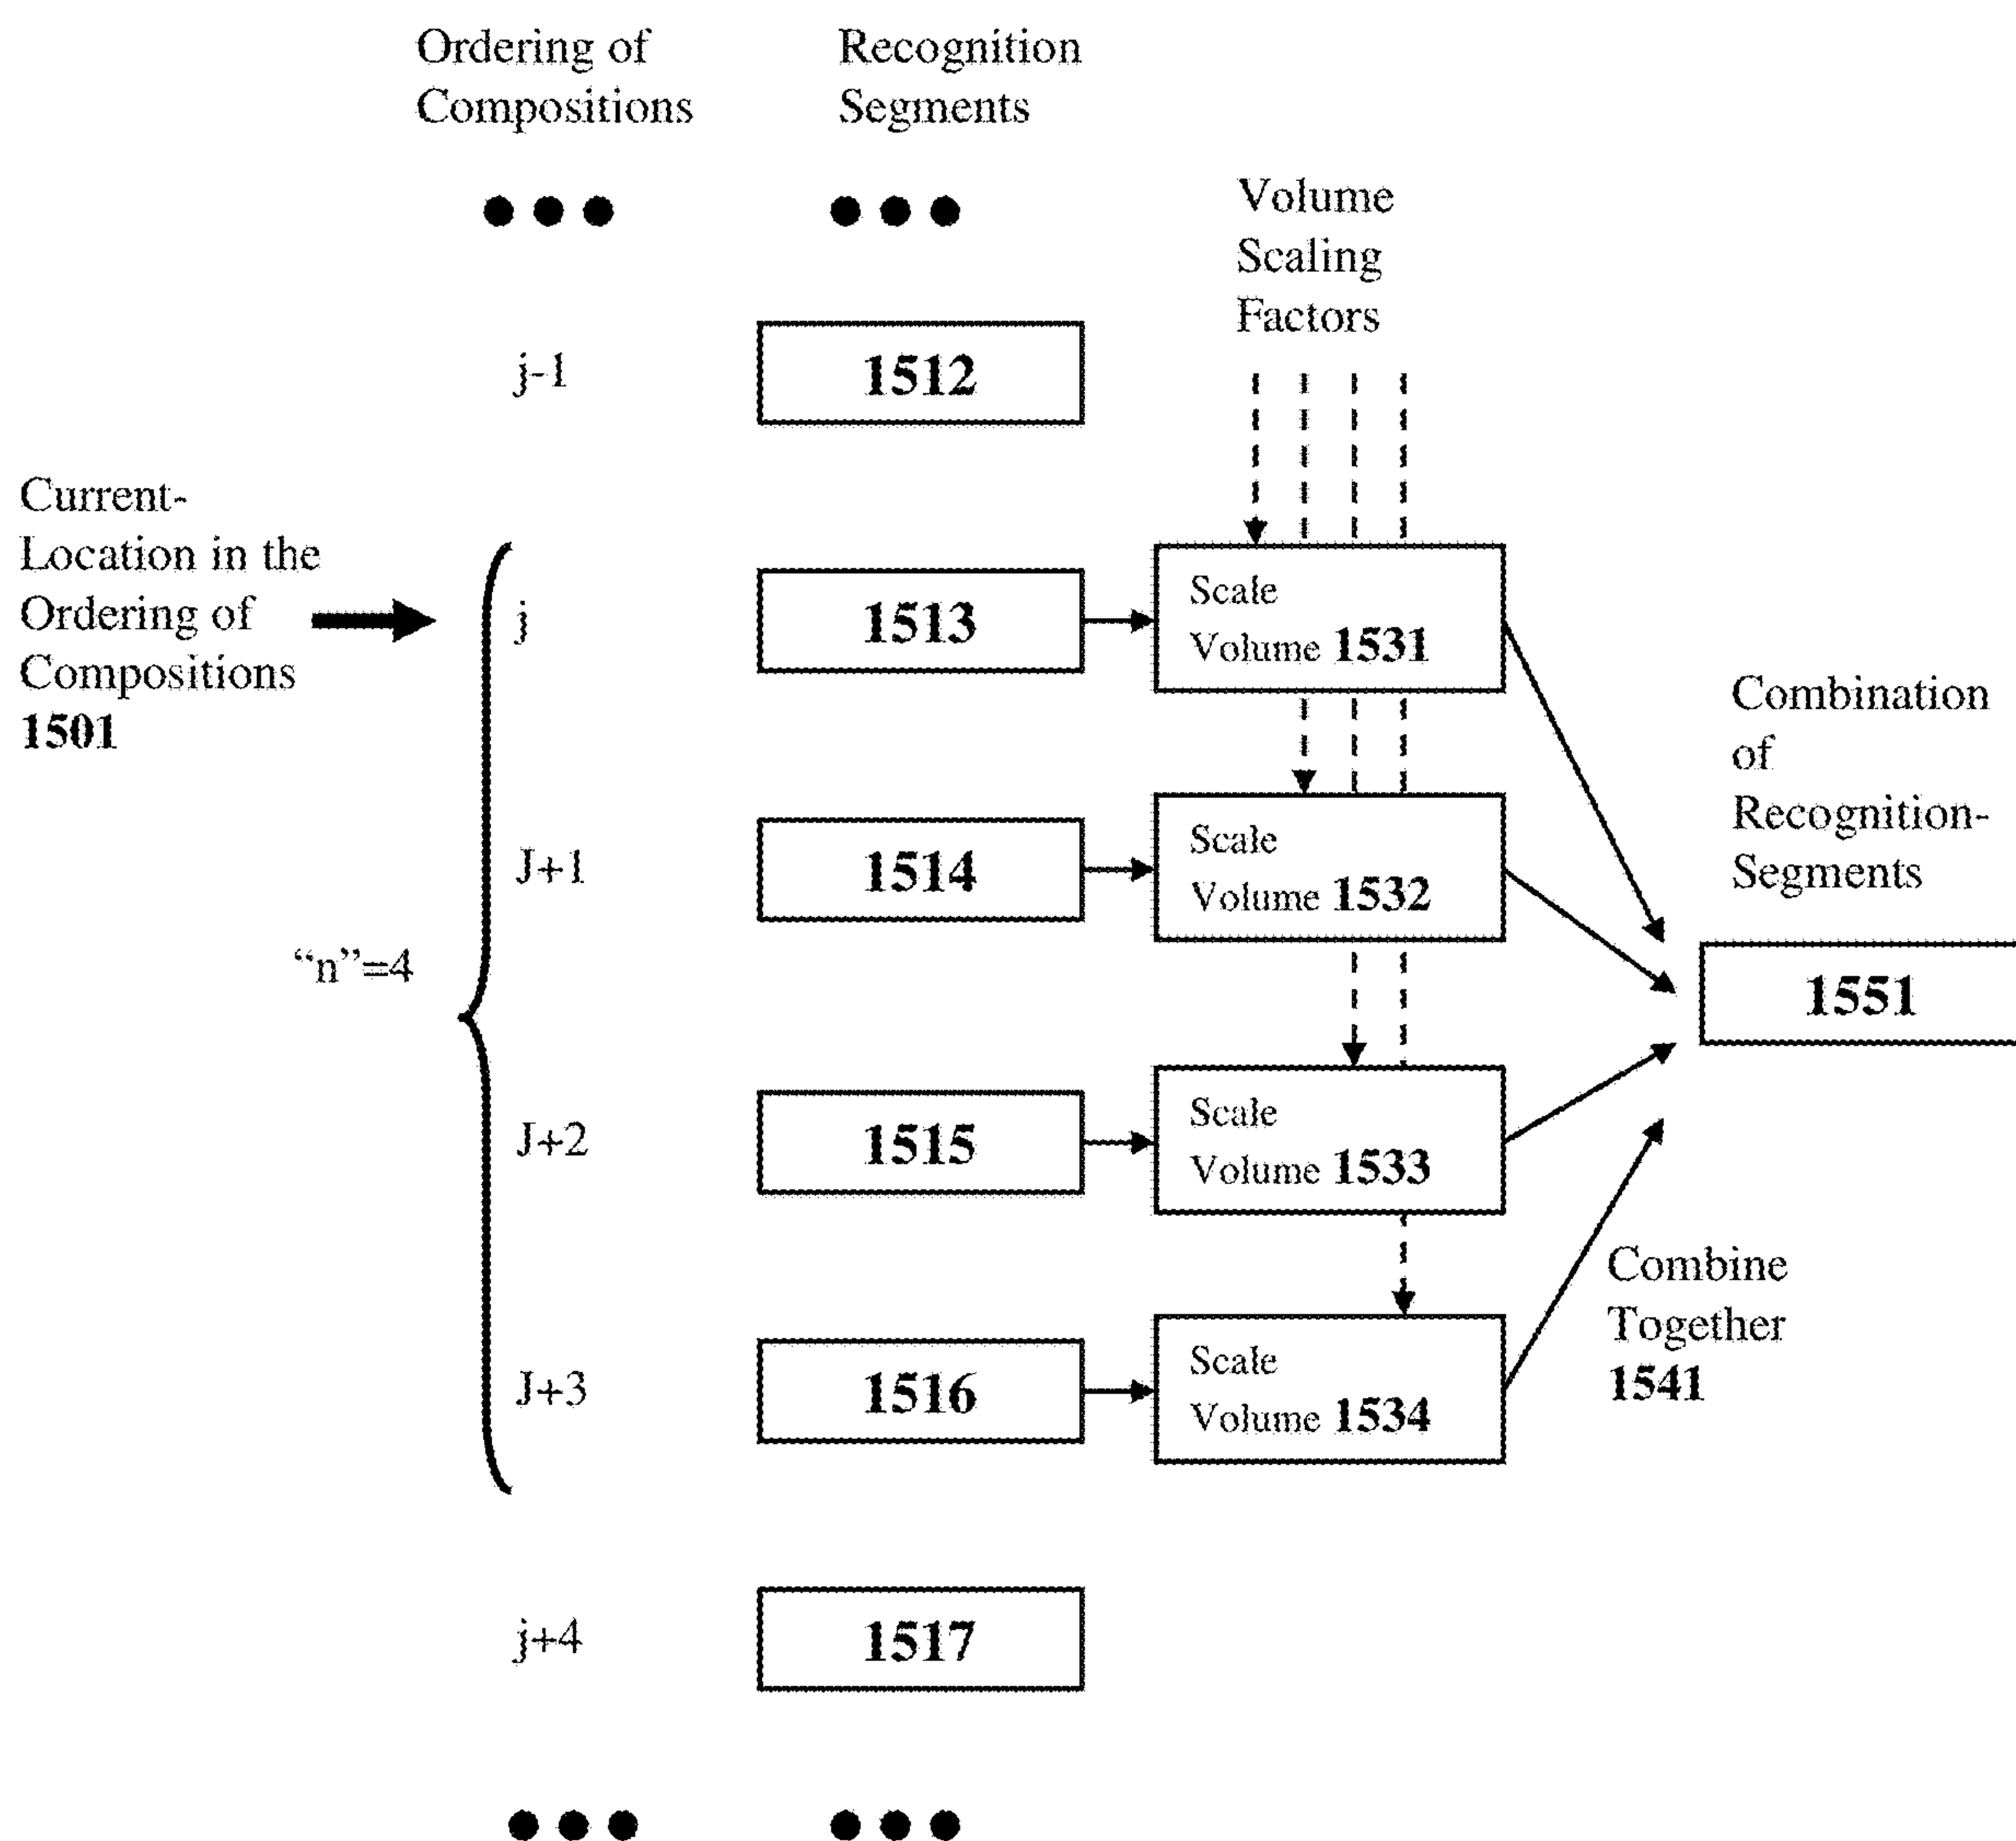 Ordering of
Compositions
Recognition
Segments
Volume
Scaling
Factors
j-1
1512
Current-
Location in the
Ordering of
Compositions
1501
j
1513
Scale
Volume 1531
J+1
1514
Scale
Volume 1532
Combination
of
Recognition-
Segments
"n"=4
1551
J+2
1515
Scale
Volume 1533
J+3
1516
Scale
Volume 1534
Combine
Together
1541
j+4
1517